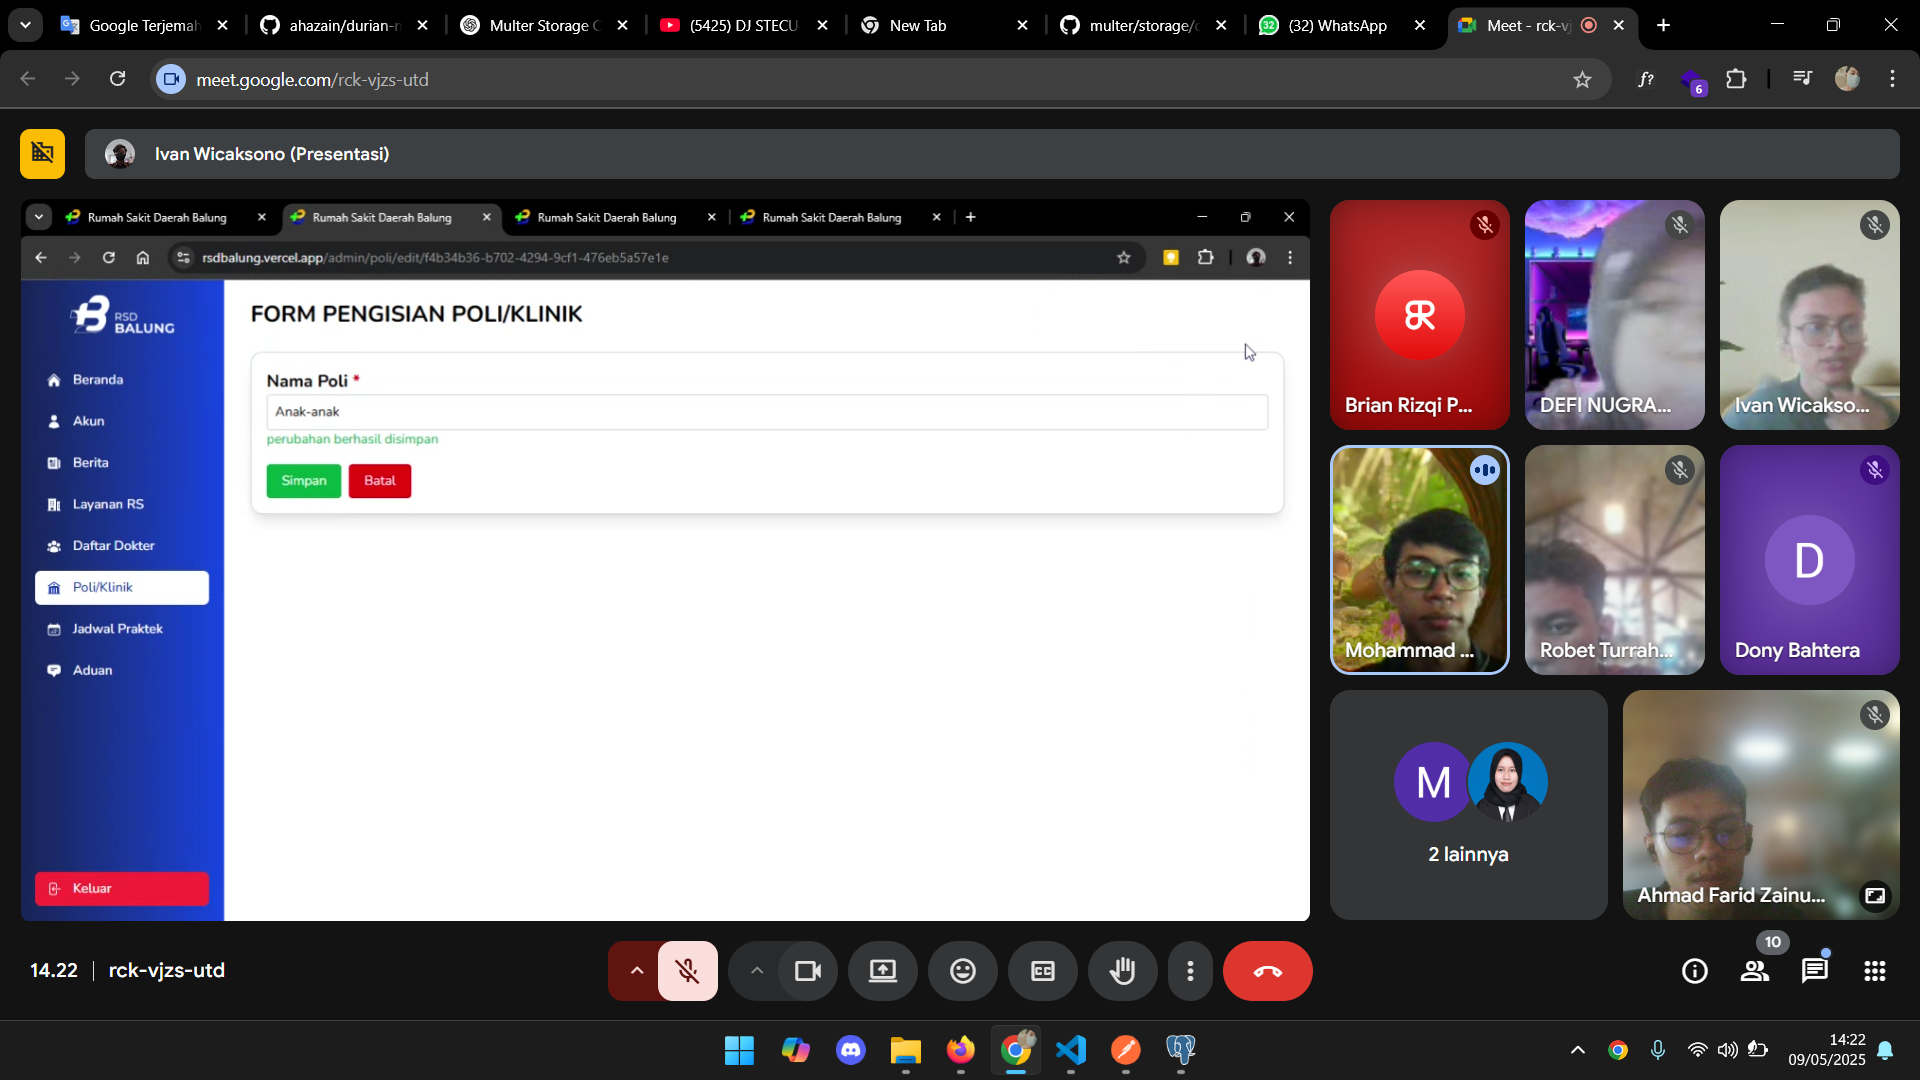 Google Terjemah
ahazain/durian-r
Multer Storage C
(5425) DJ STECU
New Tab
multer/storage/c
32
(32) WhatsApp
Meet - rck-vj
meet.google.com/rck-vjzs-utd
f?
6
Ivan Wicaksono (Presentasi)
Rumah Sakit Daerah Balung
Rumah Sakit Daerah Balung
Rumah Sakit Daerah Balung
Rumah Sakit Daerah Balung
rsdbalung.vercel.app/admin/poli/edit/f4b34b36-b702-4294-9cf1-476eb5a57e1e
RSD
BALUNG
Beranda
Akun
Berita
Layanan RS
Daftar Dokter
Poli/Klinik
Jadwal Praktek
Aduan
Keluar
FORM PENGISIAN POLI/KLINIK
Nama Poli *
Anak-anak
perubahan berhasil disimpan
Simpan
Batal
Brian Rizqi P...
DEFI NUGRA...
Ivan Wicakso...
Mohammad ...
Robet Turrah...
D
Dony Bahtera
M
2 lainnya
Ahmad Farid Zainu...
14.22
rck-vjzs-utd
CC
10
14:22
09/05/2025